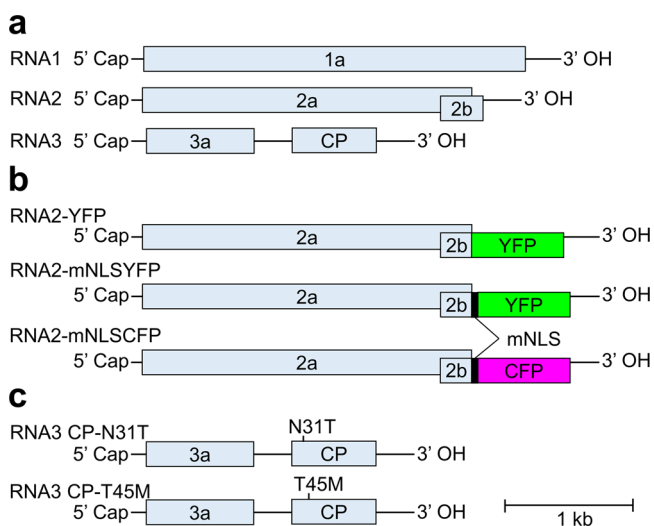 a
RNA1 5' Cap 1a 3' OH
RNA2 5' Cap 2a 2b 3' OH
RNA3 5' Cap 3a CP 3' OH
b
RNA2-YFP
5' Cap 2a 2b YFP 3' OH
RNA2-mNLSYFP
5' Cap 2a 2b YFP 3' OH
mNLS
RNA2-mNLSCFP
5' Cap 2a 2b CFP 3' OH
c
RNA3 CP-N31T N31T
5' Cap 3a CP 3' OH
RNA3 CP-T45M T45M
5' Cap 3a CP 3' OH
1 kb